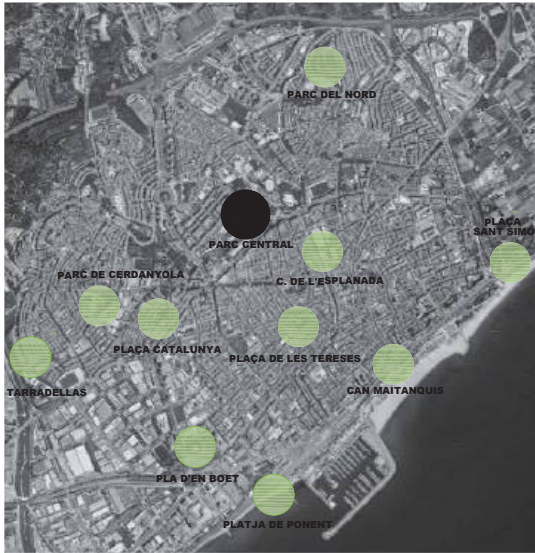 PARC DEL NORD
PLAÇA
SANT SIMÓ
PARC CENTRAL
PARC DE CERDANYOLA
C. DE L'ESPLANADA
PLAÇA CATALUNYA
PLAÇA DE LES TERESES
TARRADELLAS
CAN MAITANQUIS
PLA D'EN BOET
PLATJA DE PONENT